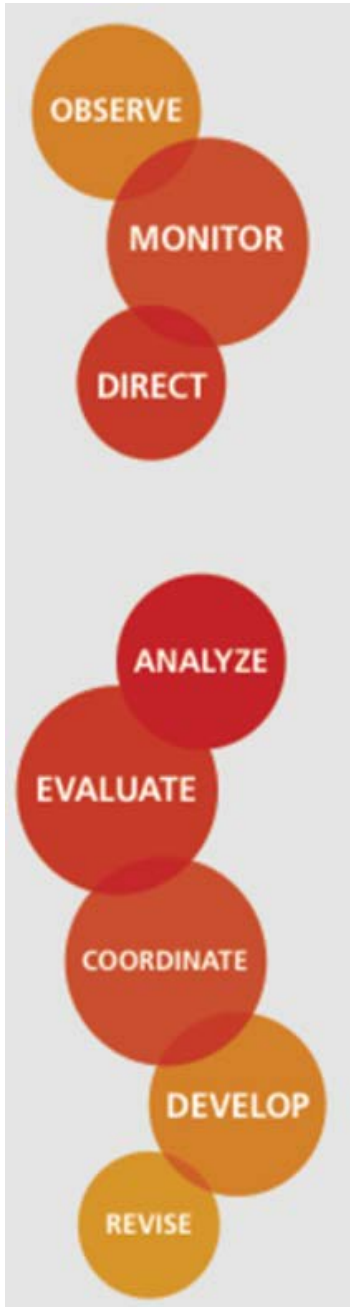 OBSERVE
MONITOR
DIRECT
ANALYZE
EVALUATE
COORDINATE
DEVELOP
REVISE